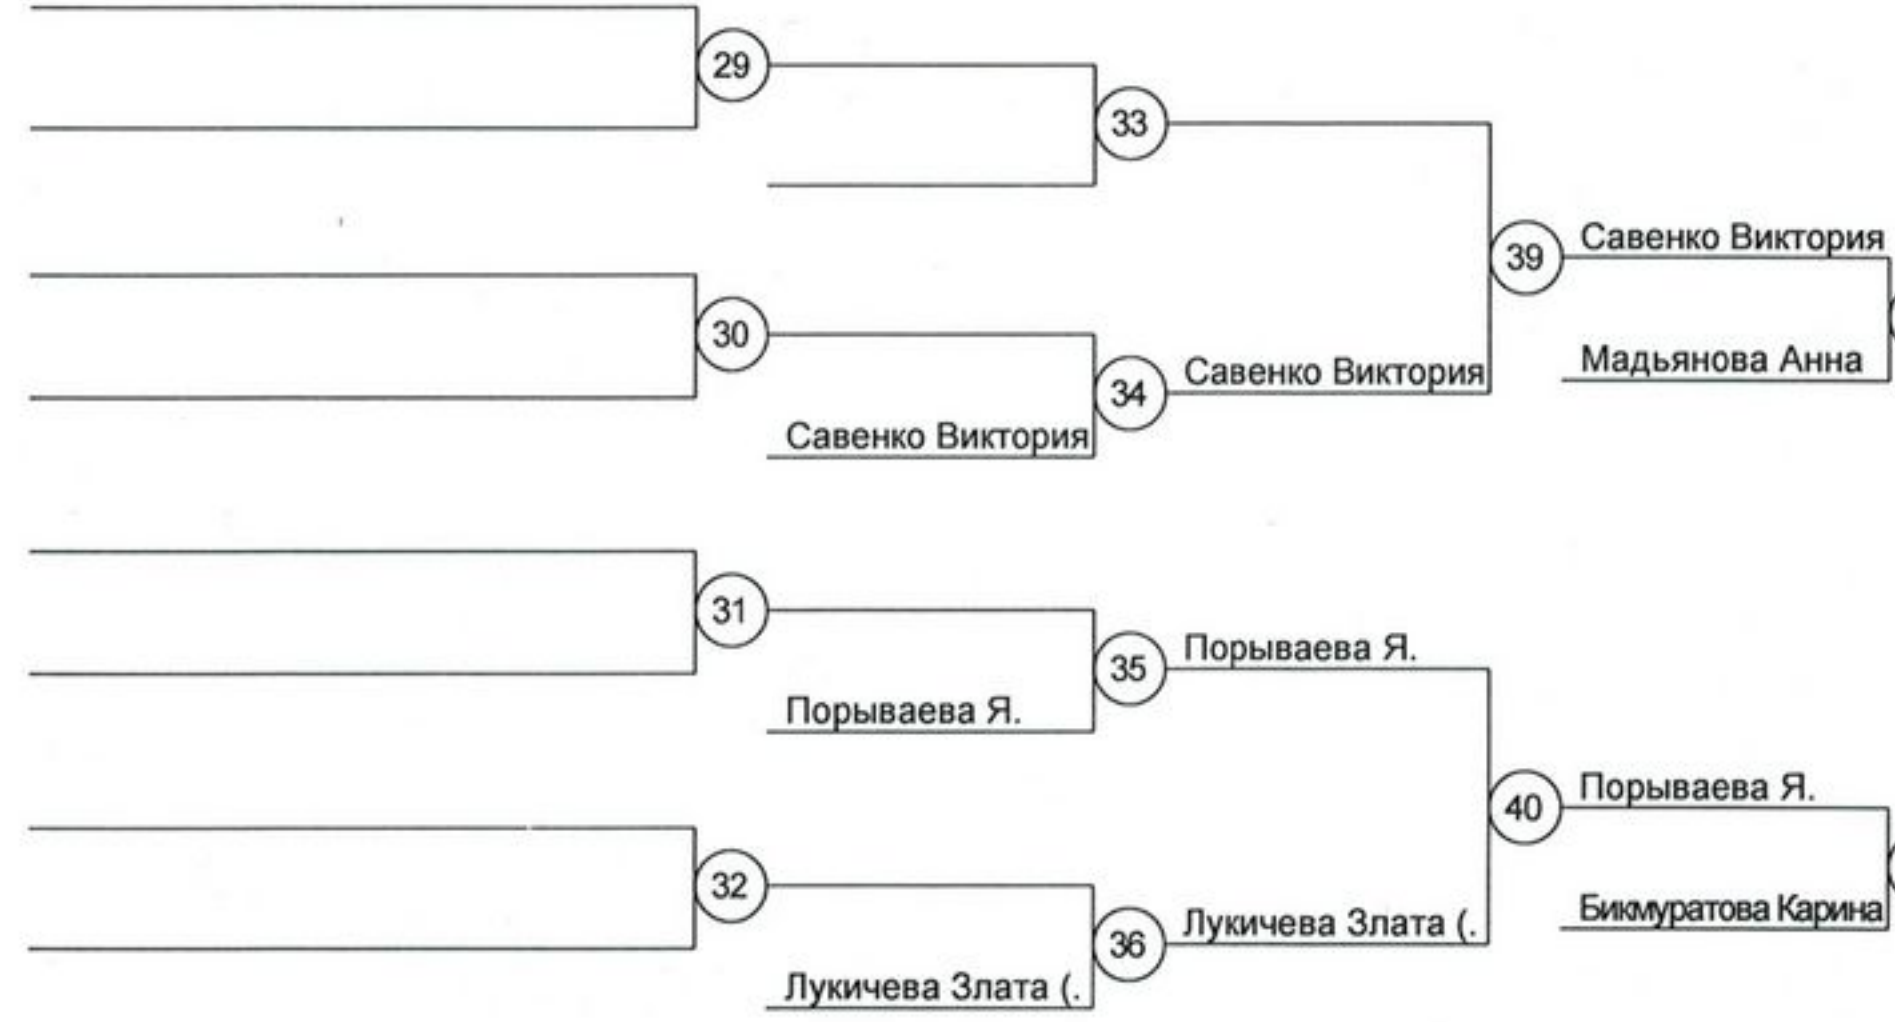 29
33
39
Савенко Виктория
30
Мадьянова Анна
34
Савенко Виктория
Савенко Виктория
31
35
Порываева Я.
Порываева Я.
40
Порываева Я.
32
36
Лукичева Злата (.
Бикмуратова Карина
Лукичева Злата (.